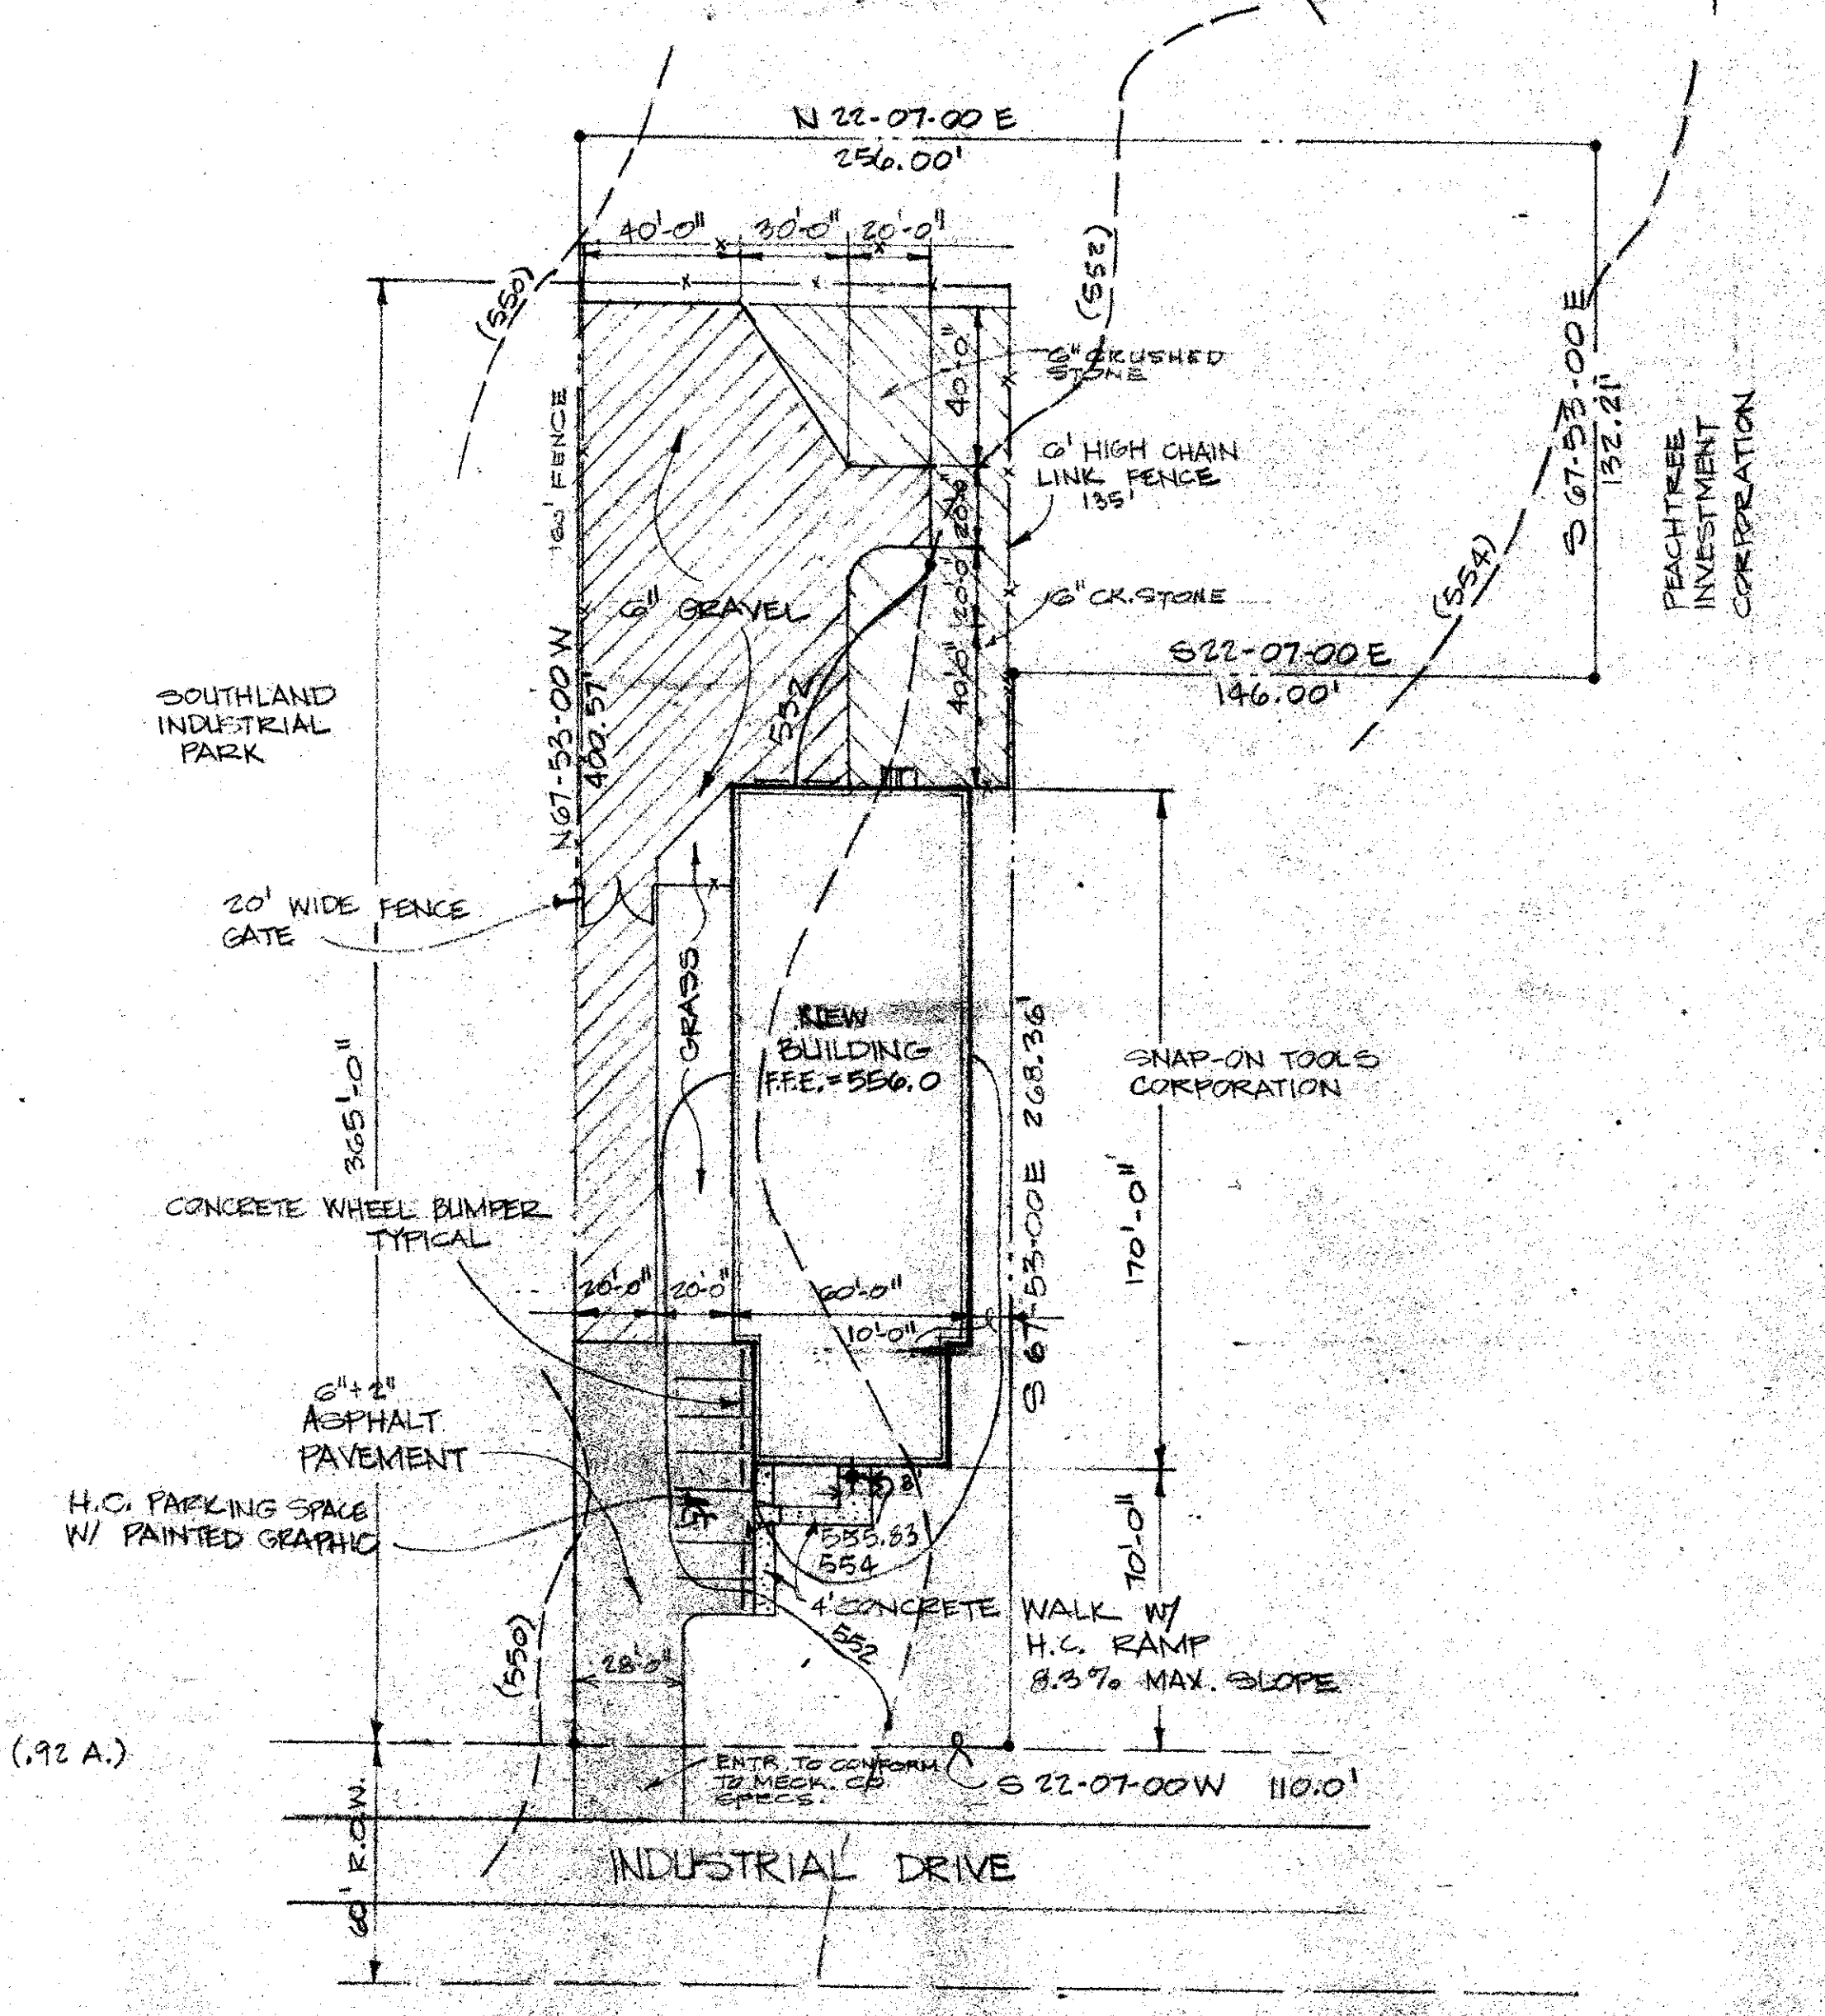 N 22-07-00 E
256.00'
40'-0" 30'-0" 20'-0"
(550)
(552)
40'-0"
6" CRUSHED
STONE
S 67-53-00 E
132.21'
PEACHTREE
INVESTMENT
CORPORATION
FENCE
6' HIGH CHAIN
LINK FENCE
135'
20'-0"
(554)
6" GRAVEL
20'-0"
6" CK. STONE
40'-0"
S 22-07-00 E
146.00'
SOUTHLAND
INDUSTRIAL
PARK
N 67-53-00 W
400.57'
552
20' WIDE FENCE
GATE
GRASS
NEW
BUILDING
F.F.E. = 556.0
S 67-53-00 E 268.36'
SNAP-ON TOOLS
CORPORATION
365'-0"
170'-0"
CONCRETE WHEEL BUMPER
TYPICAL
20'-0" 20'-0" 60'-0"
10'-0"
6"+2"
ASPHALT
PAVEMENT
H.C. PARKING SPACE
W/ PAINTED GRAPHIC
8'
555.83
554
70'-0"
4' CONCRETE WALK W/
H.C. RAMP
8.3% MAX. SLOPE
552
(550)
28'-0"
(.92 A.)
ENTR. TO CONFORM
TO MECK. CO.
SPECS.
S 22-07-00 W 110.0'
60' R.O.W.
INDUSTRIAL DRIVE